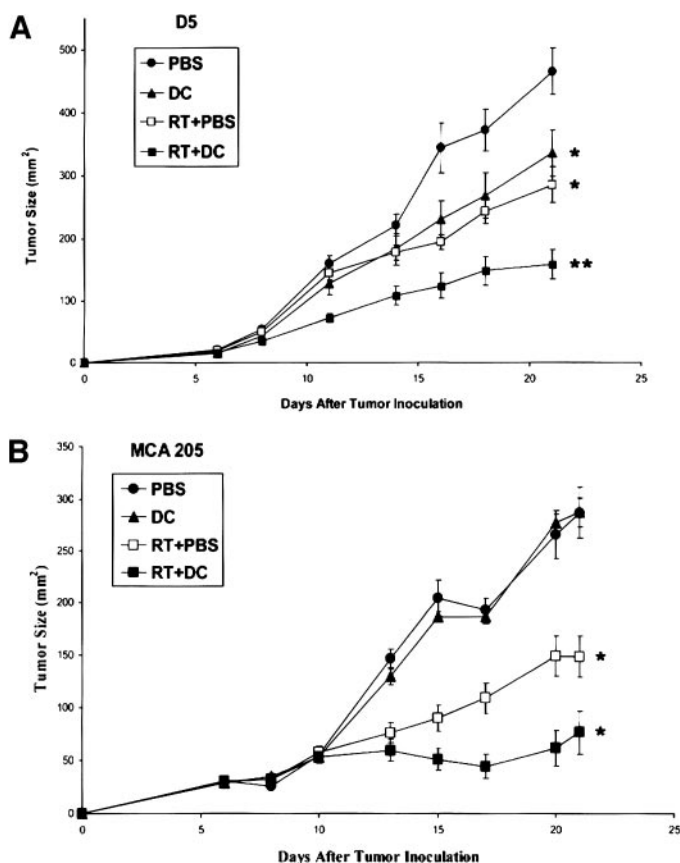 A
D5
PBS
DC
RT+PBS
RT+DC
Tumor Size (mm²)
500
400
300
200
100
0
0 5 10 15 20 25
Days After Tumor Inoculation
*
*
**
B
MCA 205
PBS
DC
RT+PBS
RT+DC
Tumor Size (mm²)
350
300
250
200
150
100
50
0
0 5 10 15 20 25
Days After Tumor Inoculation
*
*